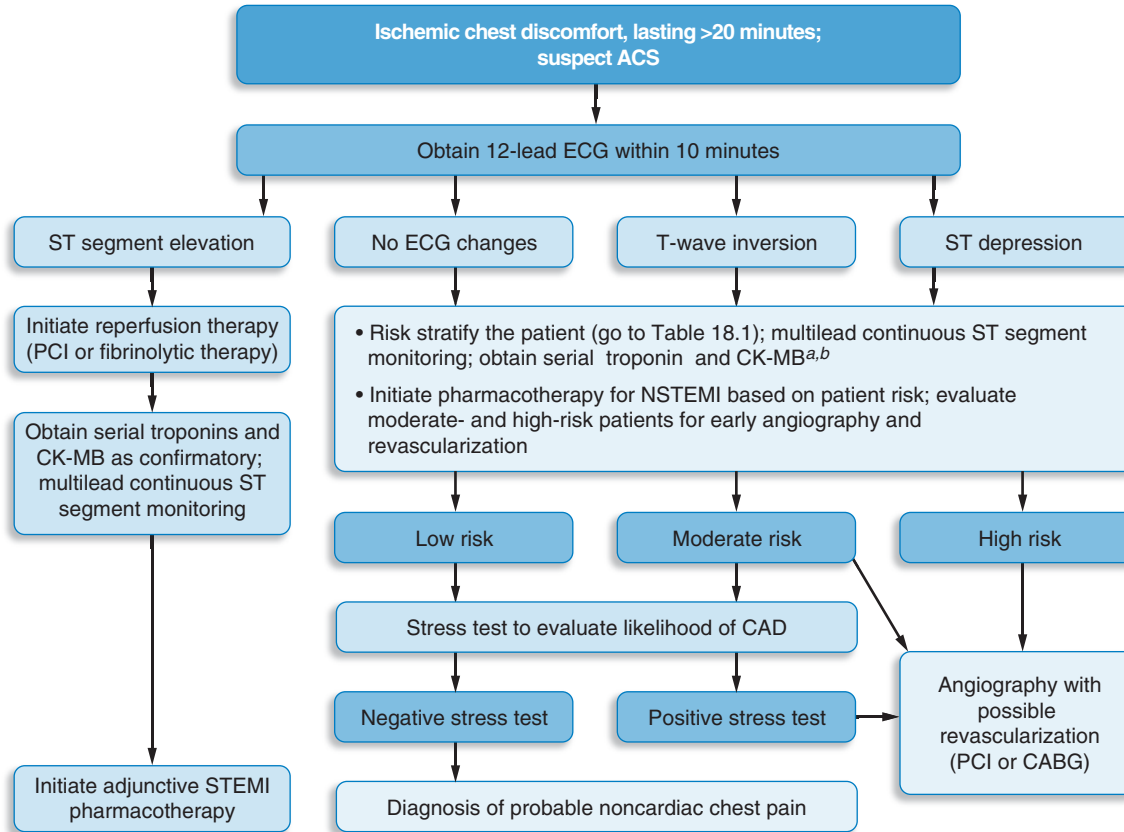 Ischemic chest discomfort, lasting >20 minutes;
suspect ACS
Obtain 12-lead ECG within 10 minutes
ST segment elevation
No ECG changes
T-wave inversion
ST depression
Initiate reperfusion therapy
(PCI or fibrinolytic therapy)
• Risk stratify the patient (go to Table 18.1); multilead continuous ST segment
monitoring; obtain serial troponin and CK-MBa,b
• Initiate pharmacotherapy for NSTEMI based on patient risk; evaluate
moderate- and high-risk patients for early angiography and
revascularization
Obtain serial troponins and
CK-MB as confirmatory;
multilead continuous ST
segment monitoring
Low risk
Moderate risk
High risk
Stress test to evaluate likelihood of CAD
Negative stress test
Positive stress test
Angiography with
possible
revascularization
(PCI or CABG)
Initiate adjunctive STEMI
pharmacotherapy
Diagnosis of probable noncardiac chest pain